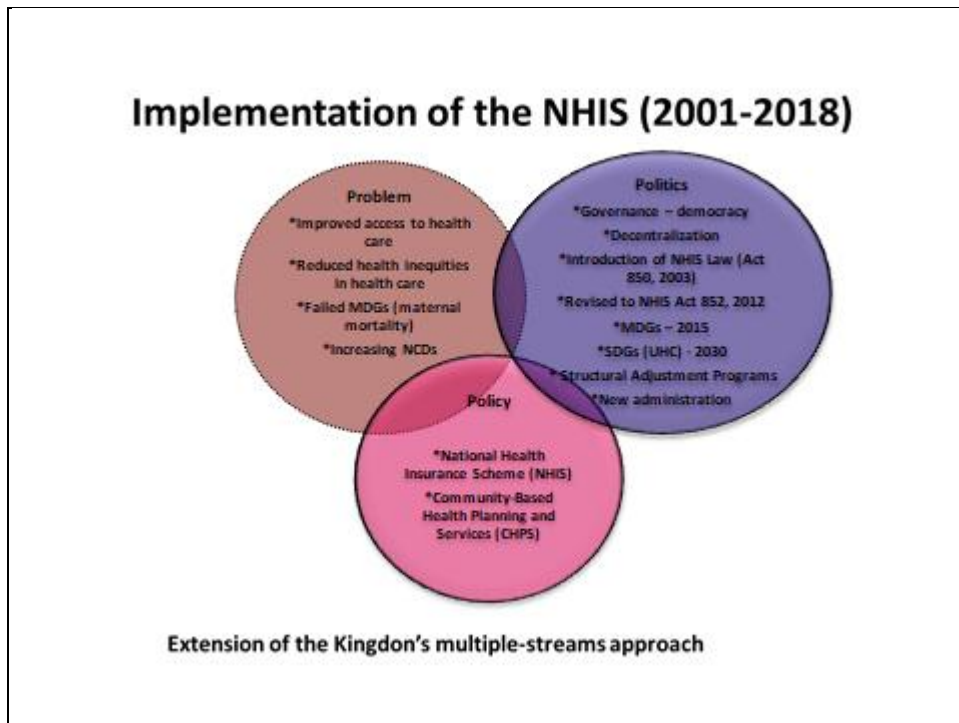 Implementation of the NHIS (2001-2018)
Problem
*Improved access to health
care
*Reduced health inequities
in health care
*Failed MDGs (maternal
mortality)
*Increasing NCDs
Politics
*Governance – democracy
*Decentralization
*Introduction of NHIS Law (Act
850, 2003)
*Revised to NHIS Act 852, 2012
*MDGs – 2015
*SDGs (UHC) - 2030
* Structural Adjustment Programs
*New administration
Policy
*National Health
Insurance Scheme (NHIS)
*Community-Based
Health Planning and
Services (CHPS)
Extension of the Kingdon’s multiple-streams approach